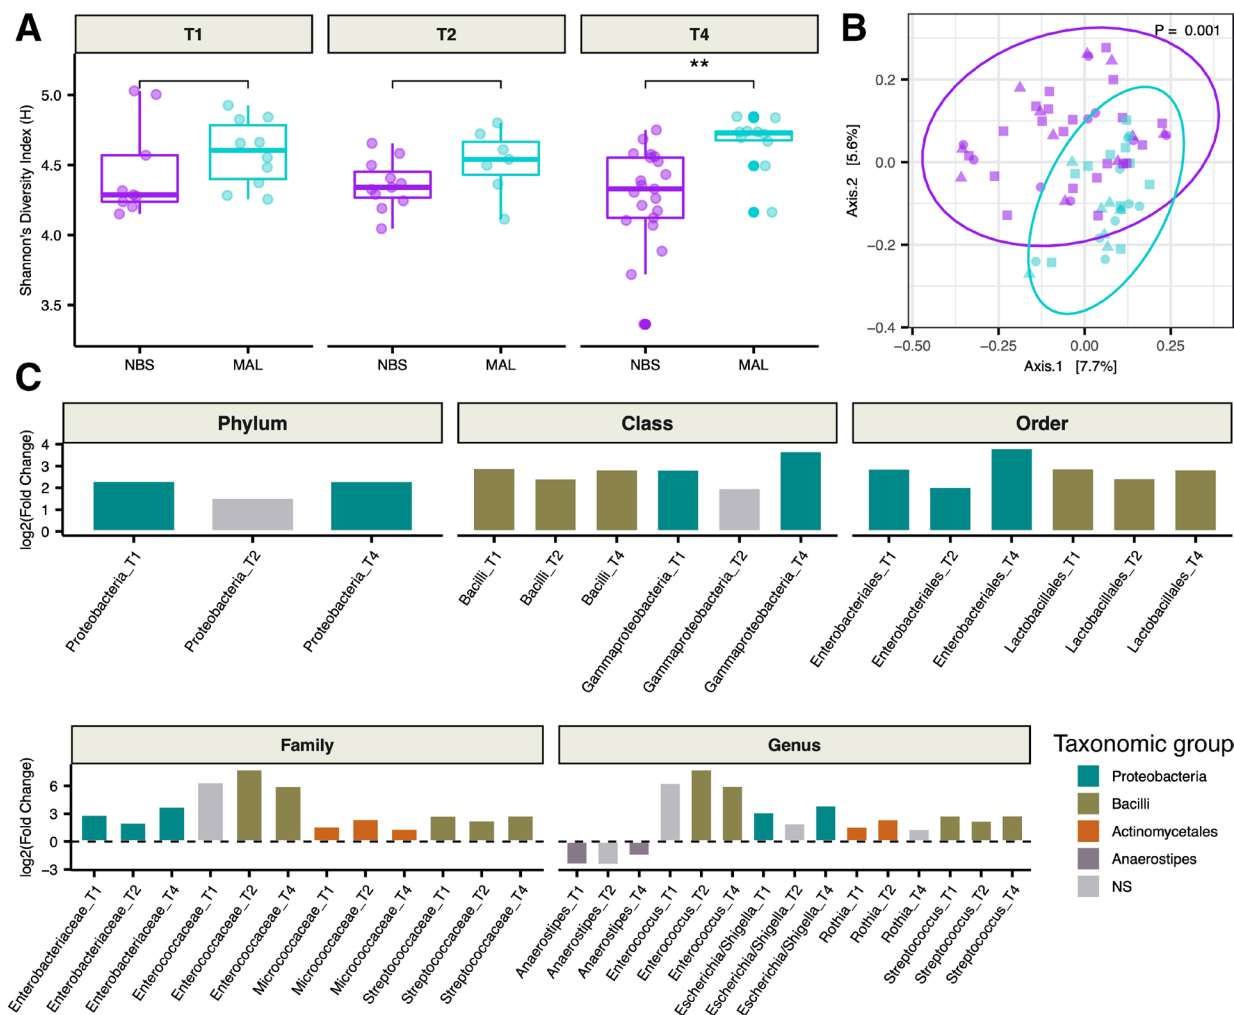 A
T1
T2
T4
**
Shannon's Diversity Index (H)
5.0
4.5
4.0
3.5
NBS
MAL
NBS
MAL
NBS
MAL
B
P = 0.001
Axis.2 [5.6%]
0.2
0.0
−0.2
−0.4
−0.50
−0.25
0.00
0.25
Axis.1 [7.7%]
C
Phylum
Class
Order
log2(Fold Change)
4
3
2
1
0
Proteobacteria_T1
Proteobacteria_T2
Proteobacteria_T4
Bacilli_T1
Bacilli_T2
Bacilli_T4
Gammaproteobacteria_T1
Gammaproteobacteria_T2
Gammaproteobacteria_T4
Enterobacteriales_T1
Enterobacteriales_T2
Enterobacteriales_T4
Lactobacillales_T1
Lactobacillales_T2
Lactobacillales_T4
Family
Genus
log2(Fold Change)
6
3
0
−3
Enterobacteriaceae_T1
Enterobacteriaceae_T2
Enterobacteriaceae_T4
Enterococcaceae_T1
Enterococcaceae_T2
Enterococcaceae_T4
Micrococcaceae_T1
Micrococcaceae_T2
Micrococcaceae_T4
Streptococcaceae_T1
Streptococcaceae_T2
Streptococcaceae_T4
Anaerostipes_T1
Anaerostipes_T2
Anaerostipes_T4
Enterococcus_T1
Enterococcus_T2
Enterococcus_T4
Escherichia/Shigella_T1
Escherichia/Shigella_T2
Escherichia/Shigella_T4
Rothia_T1
Rothia_T2
Rothia_T4
Streptococcus_T1
Streptococcus_T2
Streptococcus_T4
Taxonomic group
Proteobacteria
Bacilli
Actinomycetales
Anaerostipes
NS